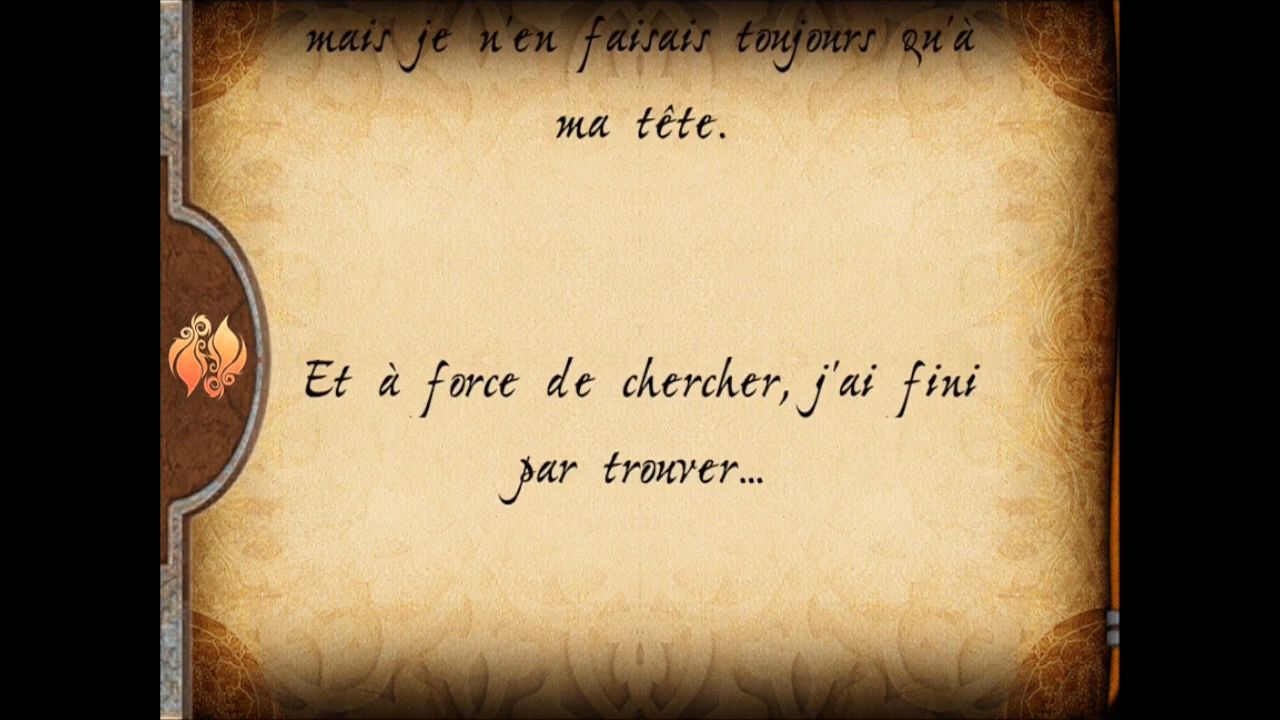 mais je n'en faisais toujours qu'à
ma tête.
Et à force de chercher, j'ai fini
par trouver...